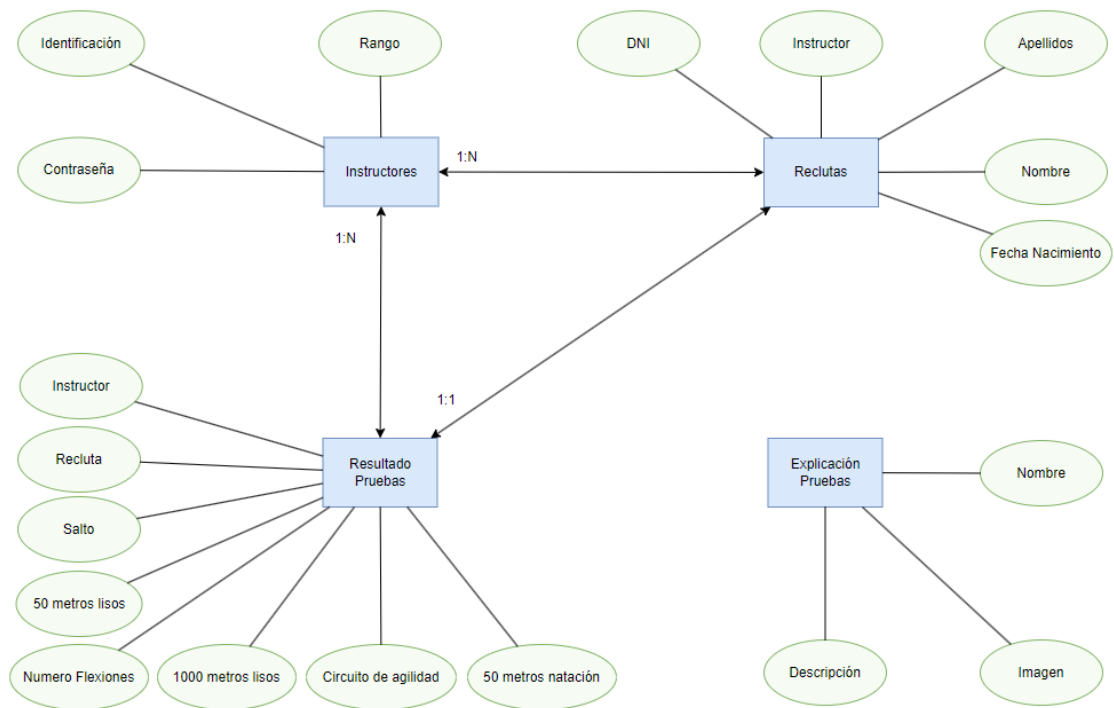 Identificación
Rango
DNI
Instructor
Apellidos
Contraseña
Instructores
1:N
Reclutas
Nombre
1:N
Fecha Nacimiento
Instructor
1:1
Recluta
Resultado
Pruebas
Explicación
Pruebas
Nombre
Salto
50 metros lisos
Numero Flexiones
1000 metros lisos
Circuito de agilidad
50 metros natación
Descripción
Imagen